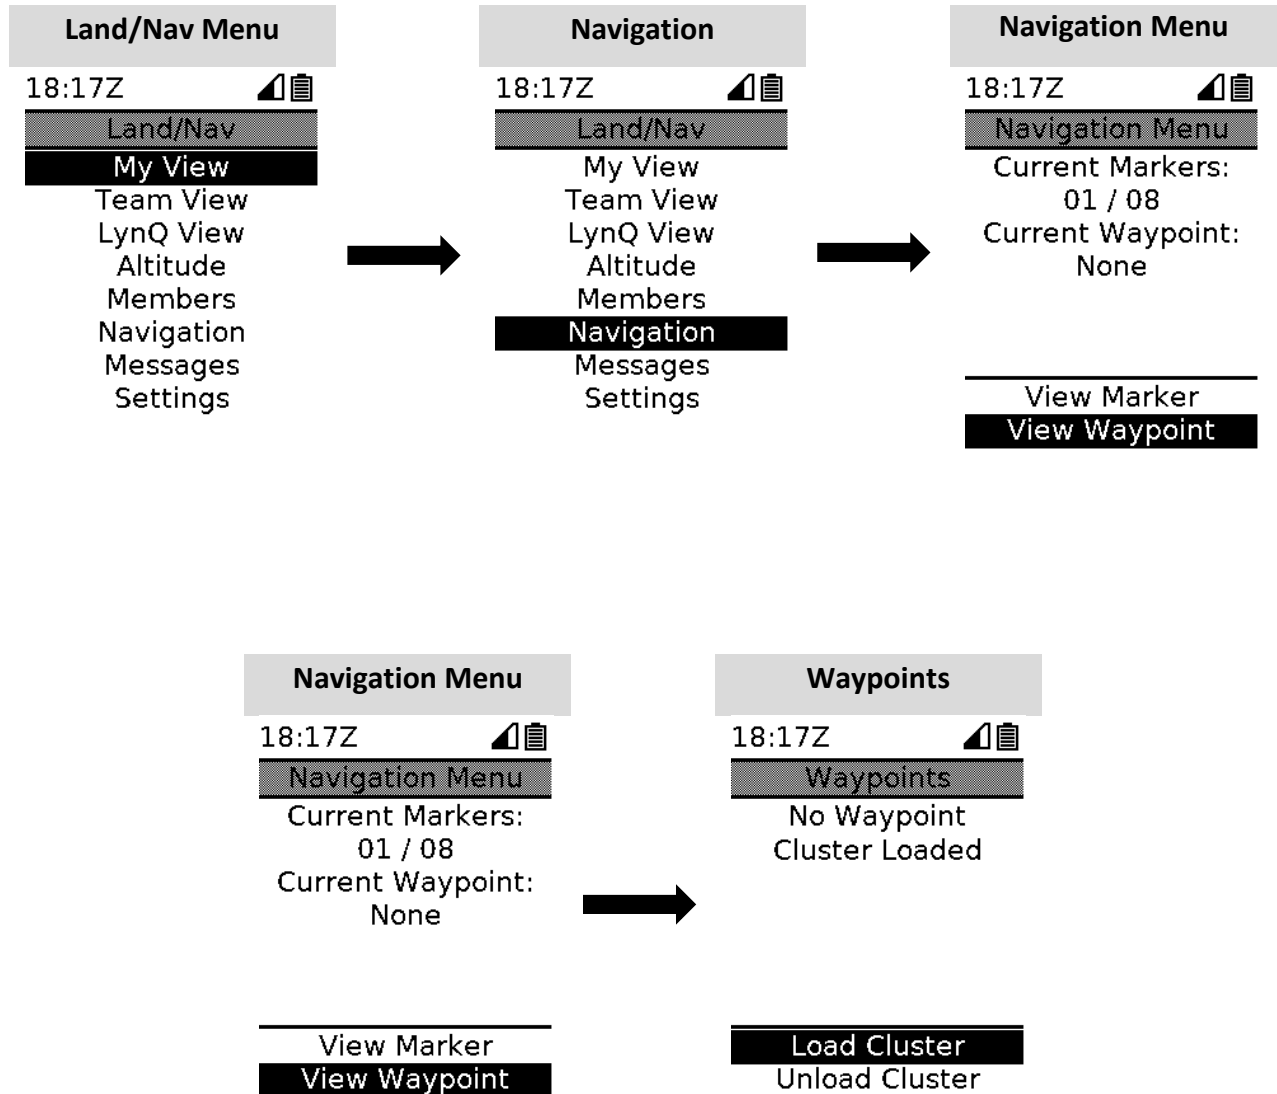 Land/Nav Menu
18:17Z
Land/Nav
My View
Team View
LynQ View
Altitude
Members
Navigation
Messages
Settings
Navigation
18:17Z
Land/Nav
My View
Team View
LynQ View
Altitude
Members
Navigation
Messages
Settings
Navigation Menu
18:17Z
Navigation Menu
Current Markers:
01 / 08
Current Waypoint:
None
View Marker
View Waypoint
Navigation Menu
18:17Z
Navigation Menu
Current Markers:
01 / 08
Current Waypoint:
None
View Marker
View Waypoint
Waypoints
18:17Z
Waypoints
No Waypoint
Cluster Loaded
Load Cluster
Unload Cluster